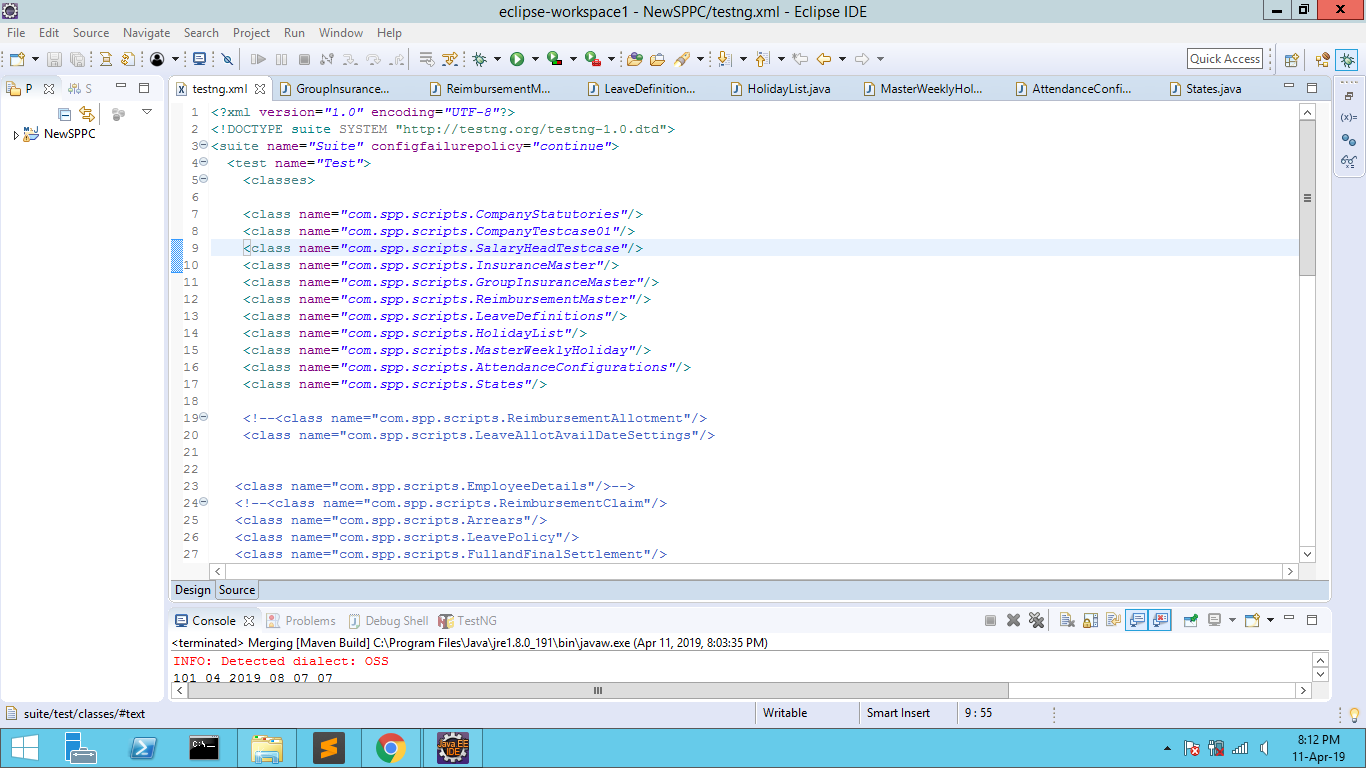 eclipse-workspace1 - NewSPPC/testng.xml - Eclipse IDE
File Edit Source Navigate Search Project Run Window Help
Quick Access
P S
testng.xml GroupInsurance... ReimbursementM... LeaveDefinition... HolidayList.java MasterWeeklyHol... AttendanceConfi... States.java
NewSPPC
1 <?xml version="1.0" encoding="UTF-8"?>
2 <!DOCTYPE suite SYSTEM "http://testng.org/testng-1.0.dtd">
3 <suite name="Suite" configfailurepolicy="continue">
4 <test name="Test">
5 <classes>
6
7 <class name="com.spp.scripts.CompanyStatutories"/>
8 <class name="com.spp.scripts.CompanyTestcase01"/>
9 <class name="com.spp.scripts.SalaryHeadTestcase"/>
10 <class name="com.spp.scripts.InsuranceMaster"/>
11 <class name="com.spp.scripts.GroupInsuranceMaster"/>
12 <class name="com.spp.scripts.ReimbursementMaster"/>
13 <class name="com.spp.scripts.LeaveDefinitions"/>
14 <class name="com.spp.scripts.HolidayList"/>
15 <class name="com.spp.scripts.MasterWeeklyHoliday"/>
16 <class name="com.spp.scripts.AttendanceConfigurations"/>
17 <class name="com.spp.scripts.States"/>
18
19 <!--<class name="com.spp.scripts.ReimbursementAllotment"/>
20 <class name="com.spp.scripts.LeaveAllotAvailDateSettings"/>
21
22
23 <class name="com.spp.scripts.EmployeeDetails"/>-->
24 <!--<class name="com.spp.scripts.ReimbursementClaim"/>
25 <class name="com.spp.scripts.Arrears"/>
26 <class name="com.spp.scripts.LeavePolicy"/>
27 <class name="com.spp.scripts.FullandFinalSettlement"/>
Design Source
Console Problems Debug Shell TestNG
<terminated> Merging [Maven Build] C:\Program Files\Java\jre1.8.0_191\bin\javaw.exe (Apr 11, 2019, 8:03:35 PM)
INFO: Detected dialect: OSS
101 04 2019 08 07 07
suite/test/classes/#text Writable Smart Insert 9 : 55
C:\_
Java EE
IDE
8:12 PM
11-Apr-19